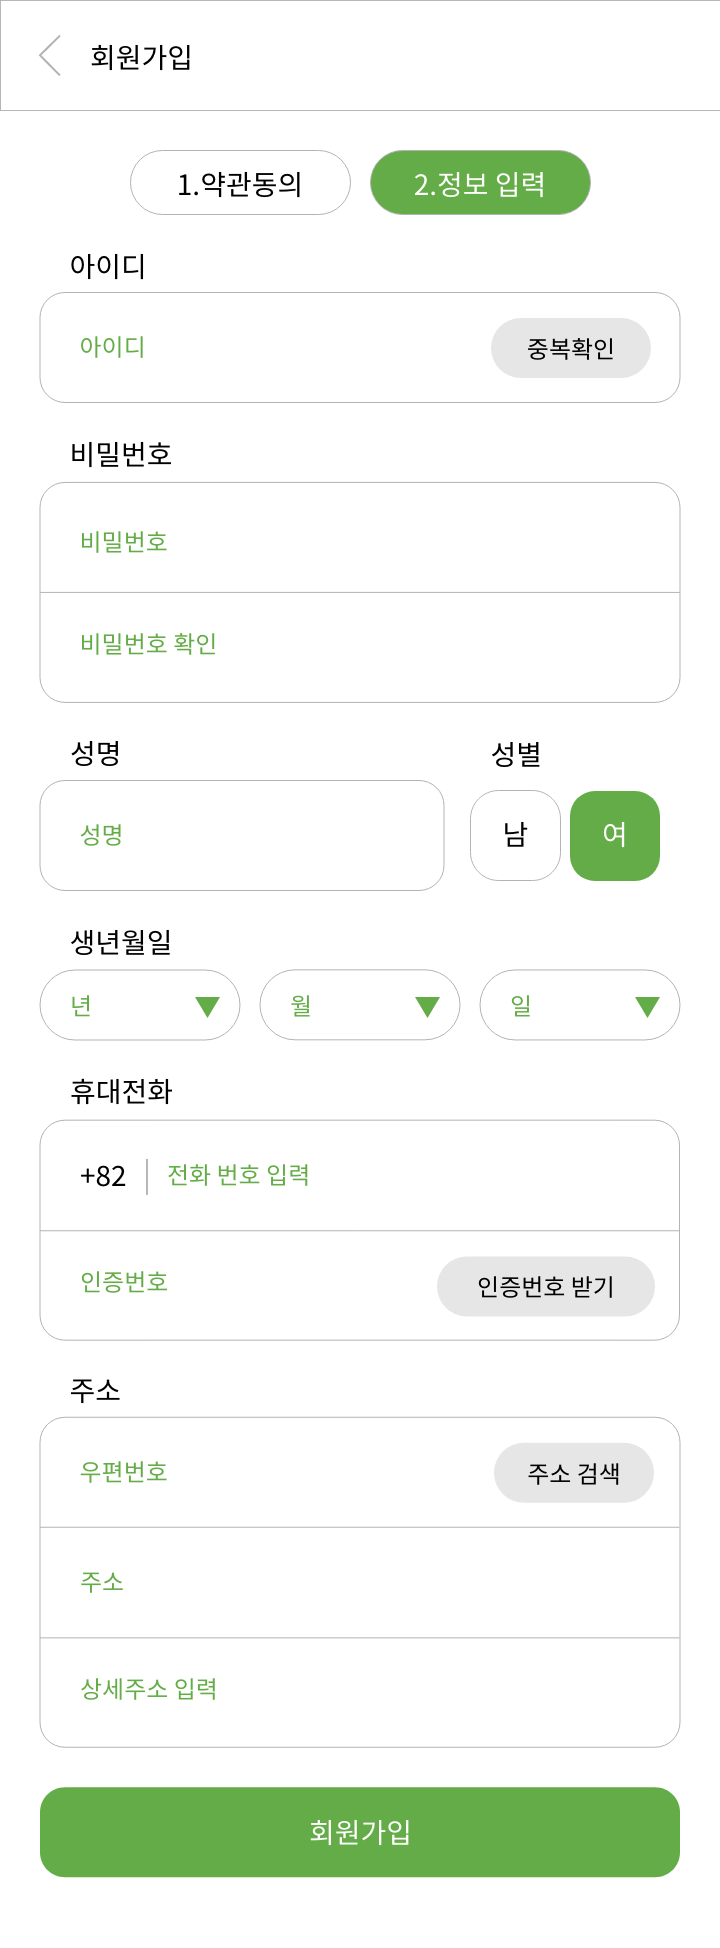 회원가입
1.약관동의 2.정보 입력
아이디
아이디 중복확인
비밀번호
비밀번호
비밀번호 확인
성명 성별
성명 남 여
생년월일
년 월 일
휴대전화
+82 전화 번호 입력
인증번호 인증번호 받기
주소
우편번호 주소 검색
주소
상세주소 입력
회원가입